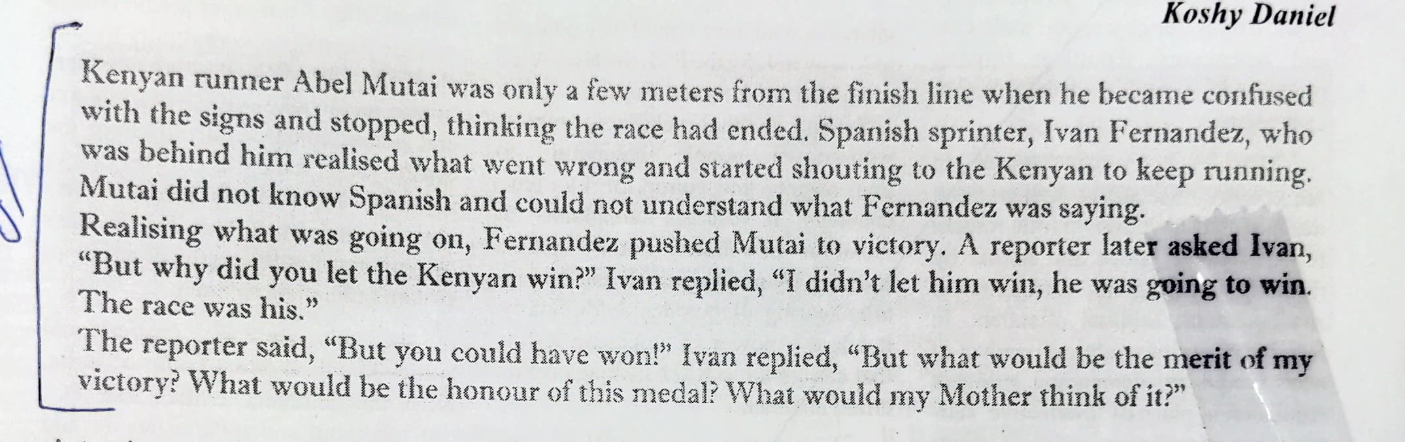 Koshy Daniel
Kenyan runner Abel Mutai was only a few meters from the finish line when he became confused
with the signs and stopped, thinking the race had ended. Spanish sprinter, Ivan Fernandez, who
was behind him realised what went wrong and started shouting to the Kenyan to keep running.
Mutai did not know Spanish and could not understand what Fernandez was saying.
Realising what was going on, Fernandez pushed Mutai to victory. A reporter later asked Ivan,
“But why did you let the Kenyan win?” Ivan replied, “I didn’t let him win, he was going to win.
The race was his.”
The reporter said, “But you could have won!” Ivan replied, “But what would be the merit of my
victory? What would be the honour of this medal? What would my Mother think of it?”